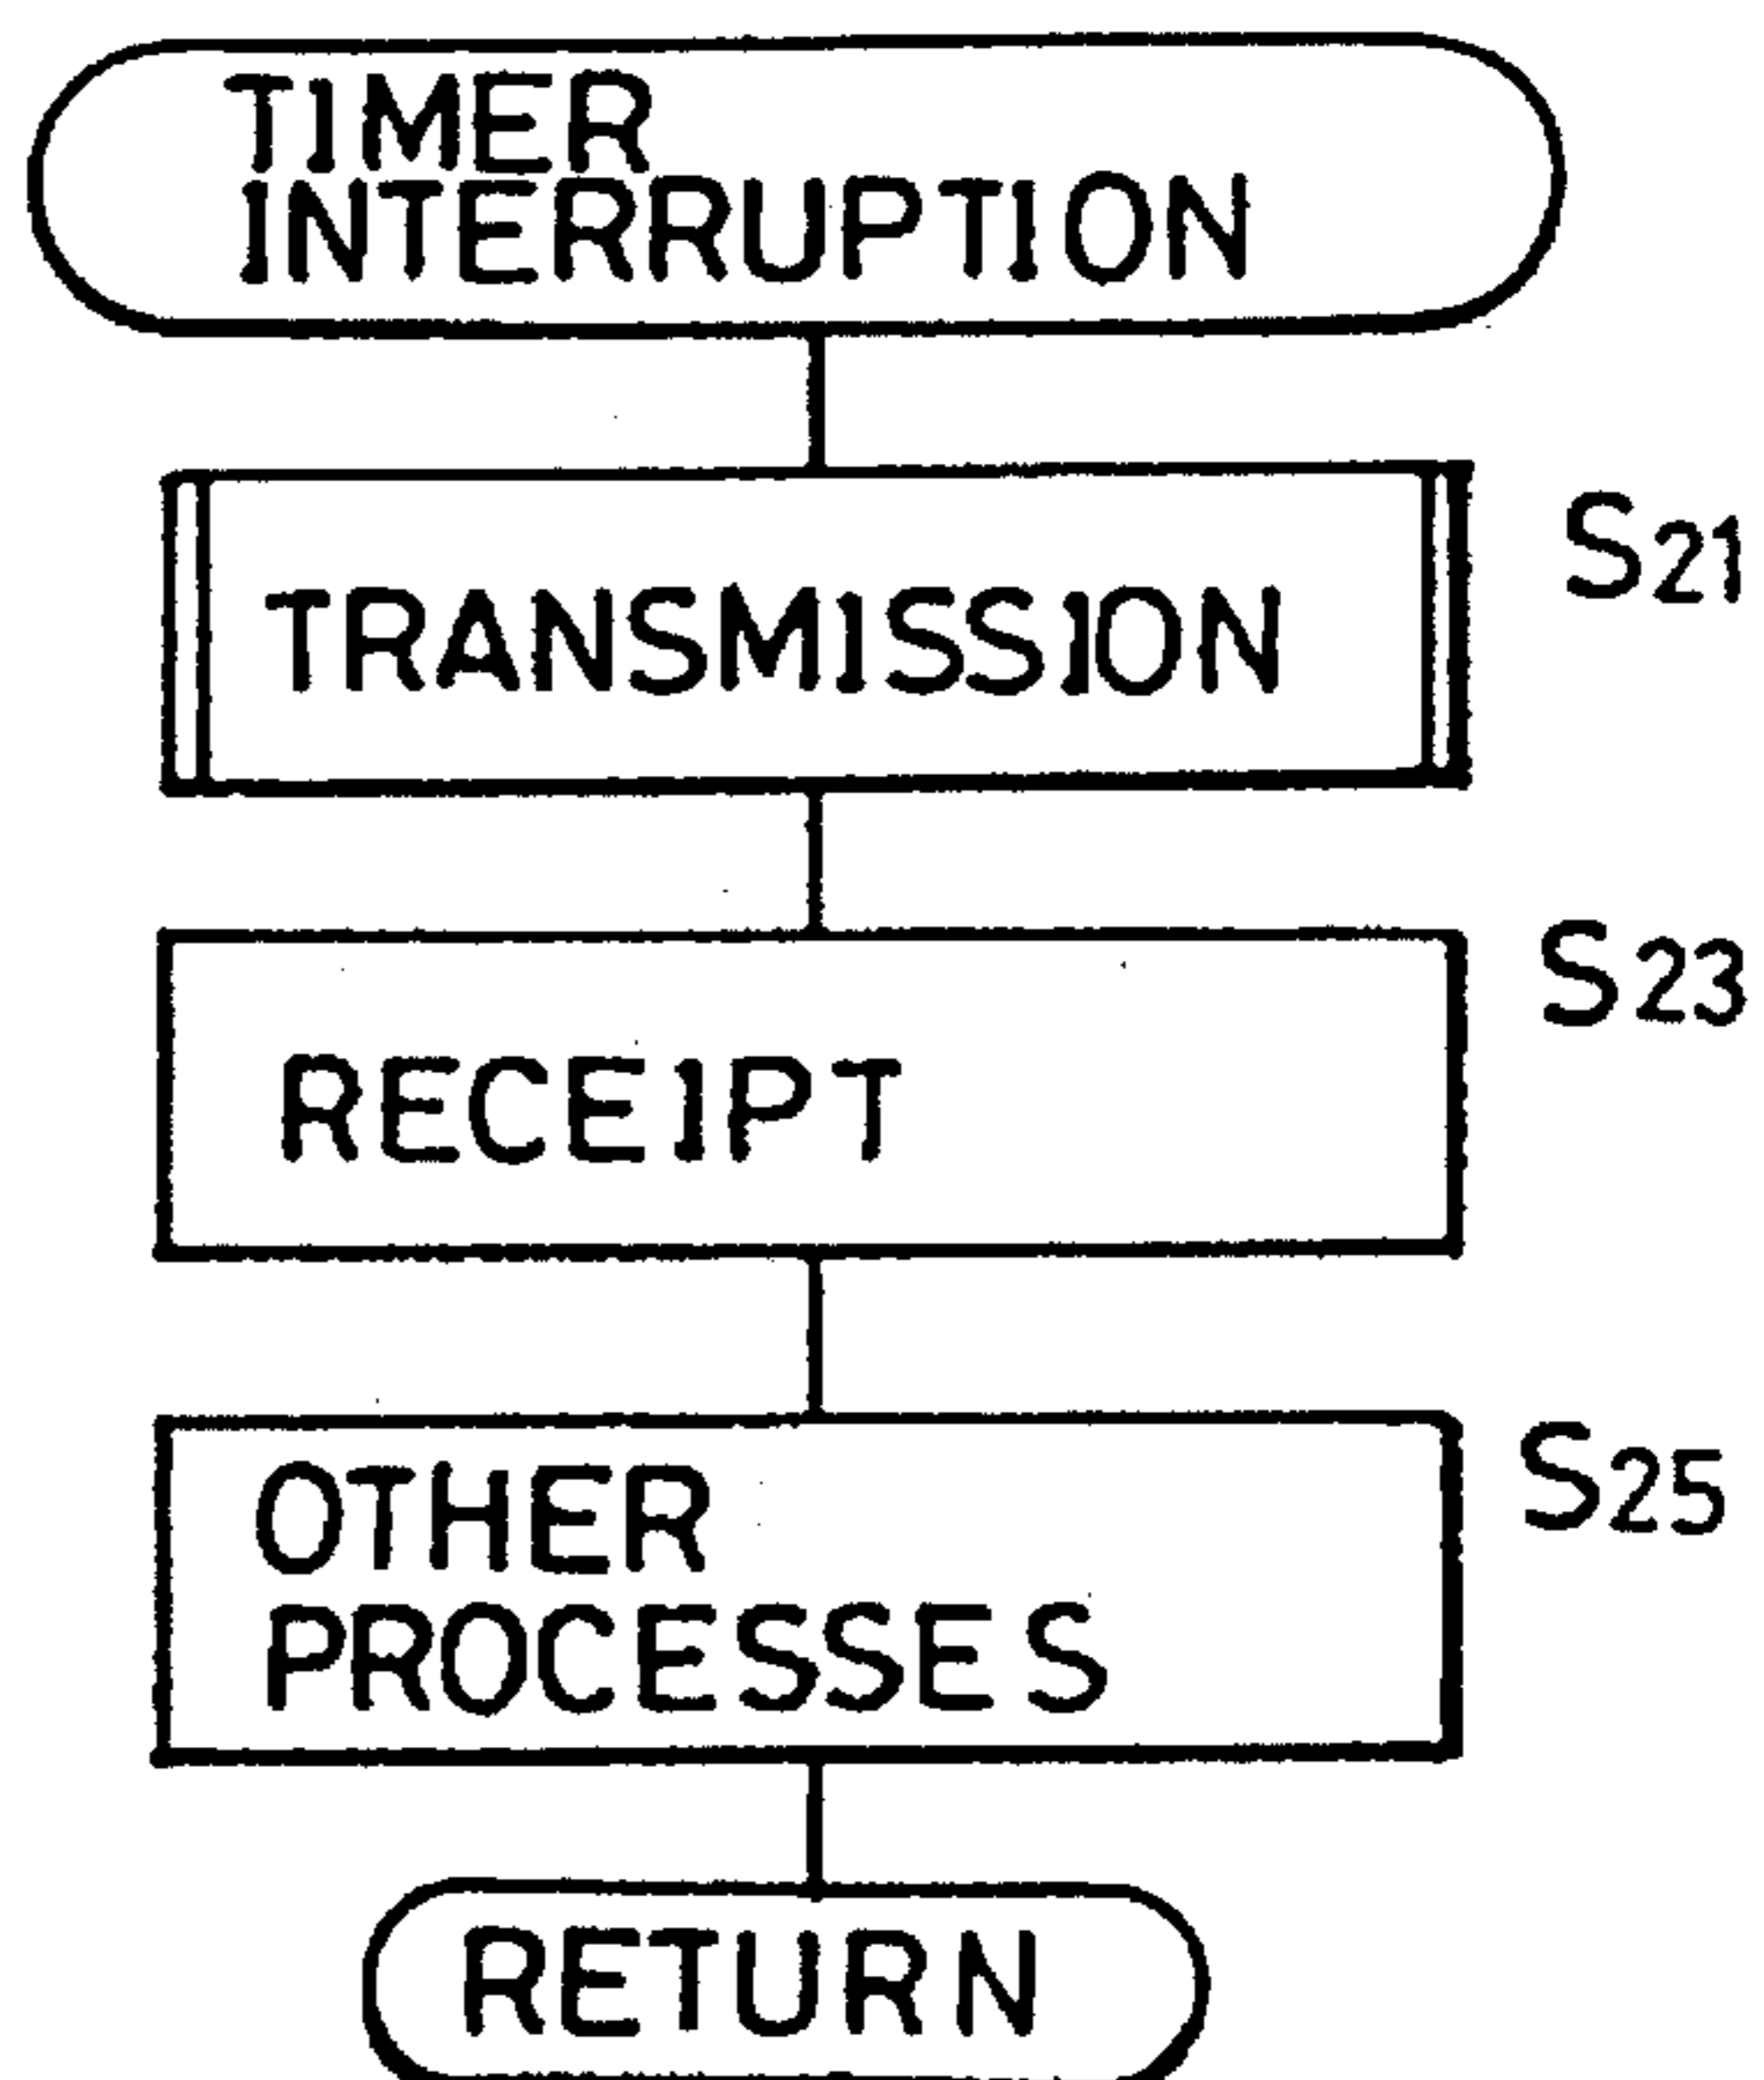 TIMER
INTERRUPTION
TRANSMISSION
S21
RECEIPT
S23
OTHER
PROCESSES
S25
RETURN